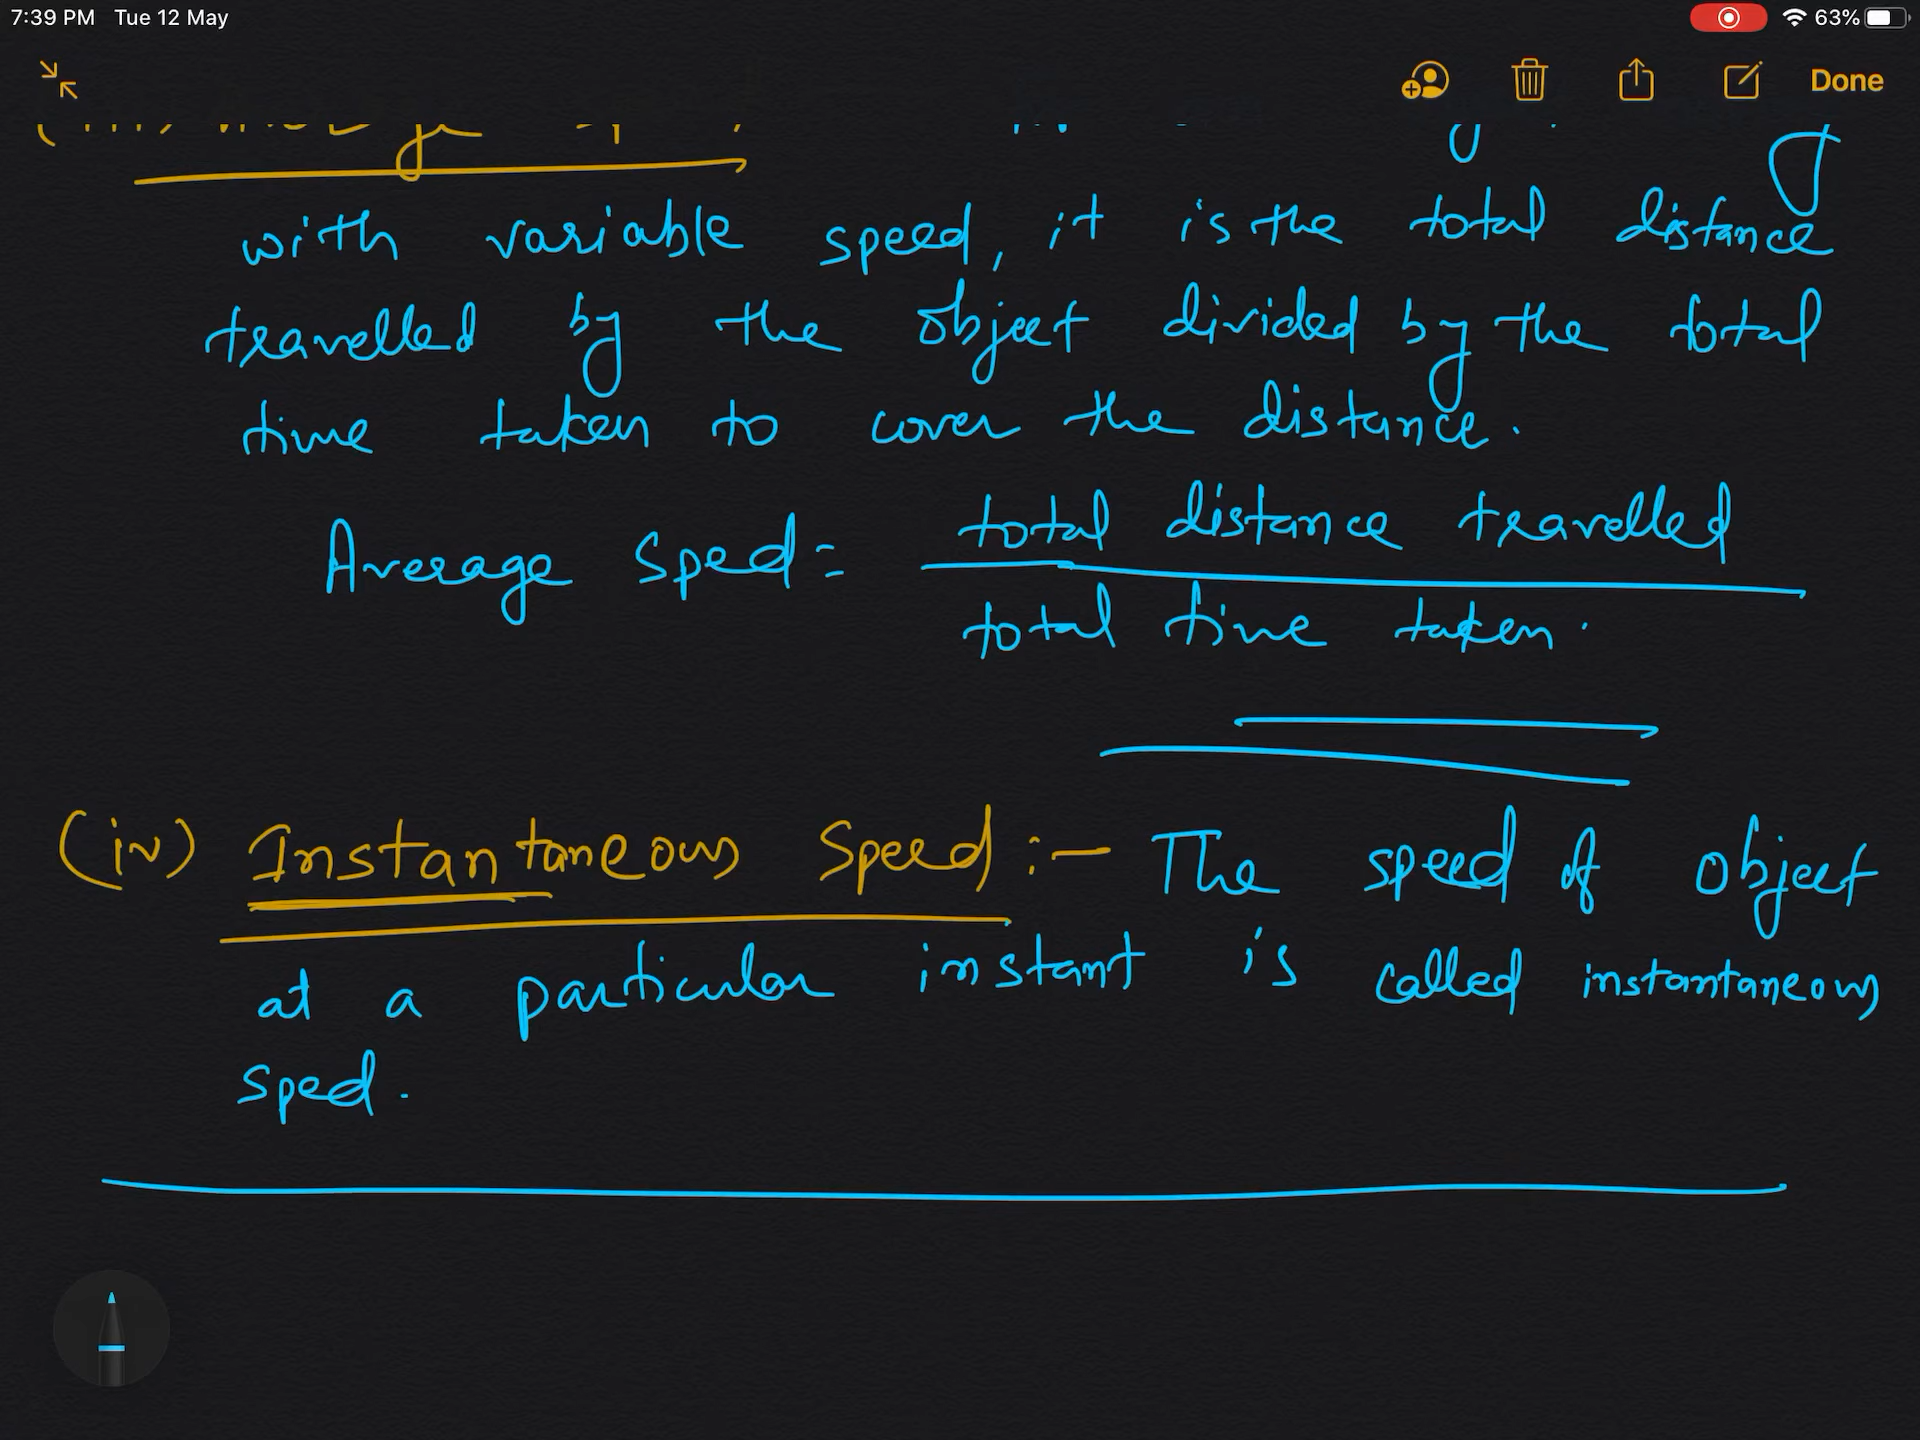 7:39 PM Tue 12 May
63%
Done
with variable speed, it is the total distance
travelled by the object divided by the total
time taken to cover the distance.
Average Speed = total distance travelled
total time taken.
(iv) Instantaneous Speed :- The speed of object
at a particular instant is called instantaneous
speed.